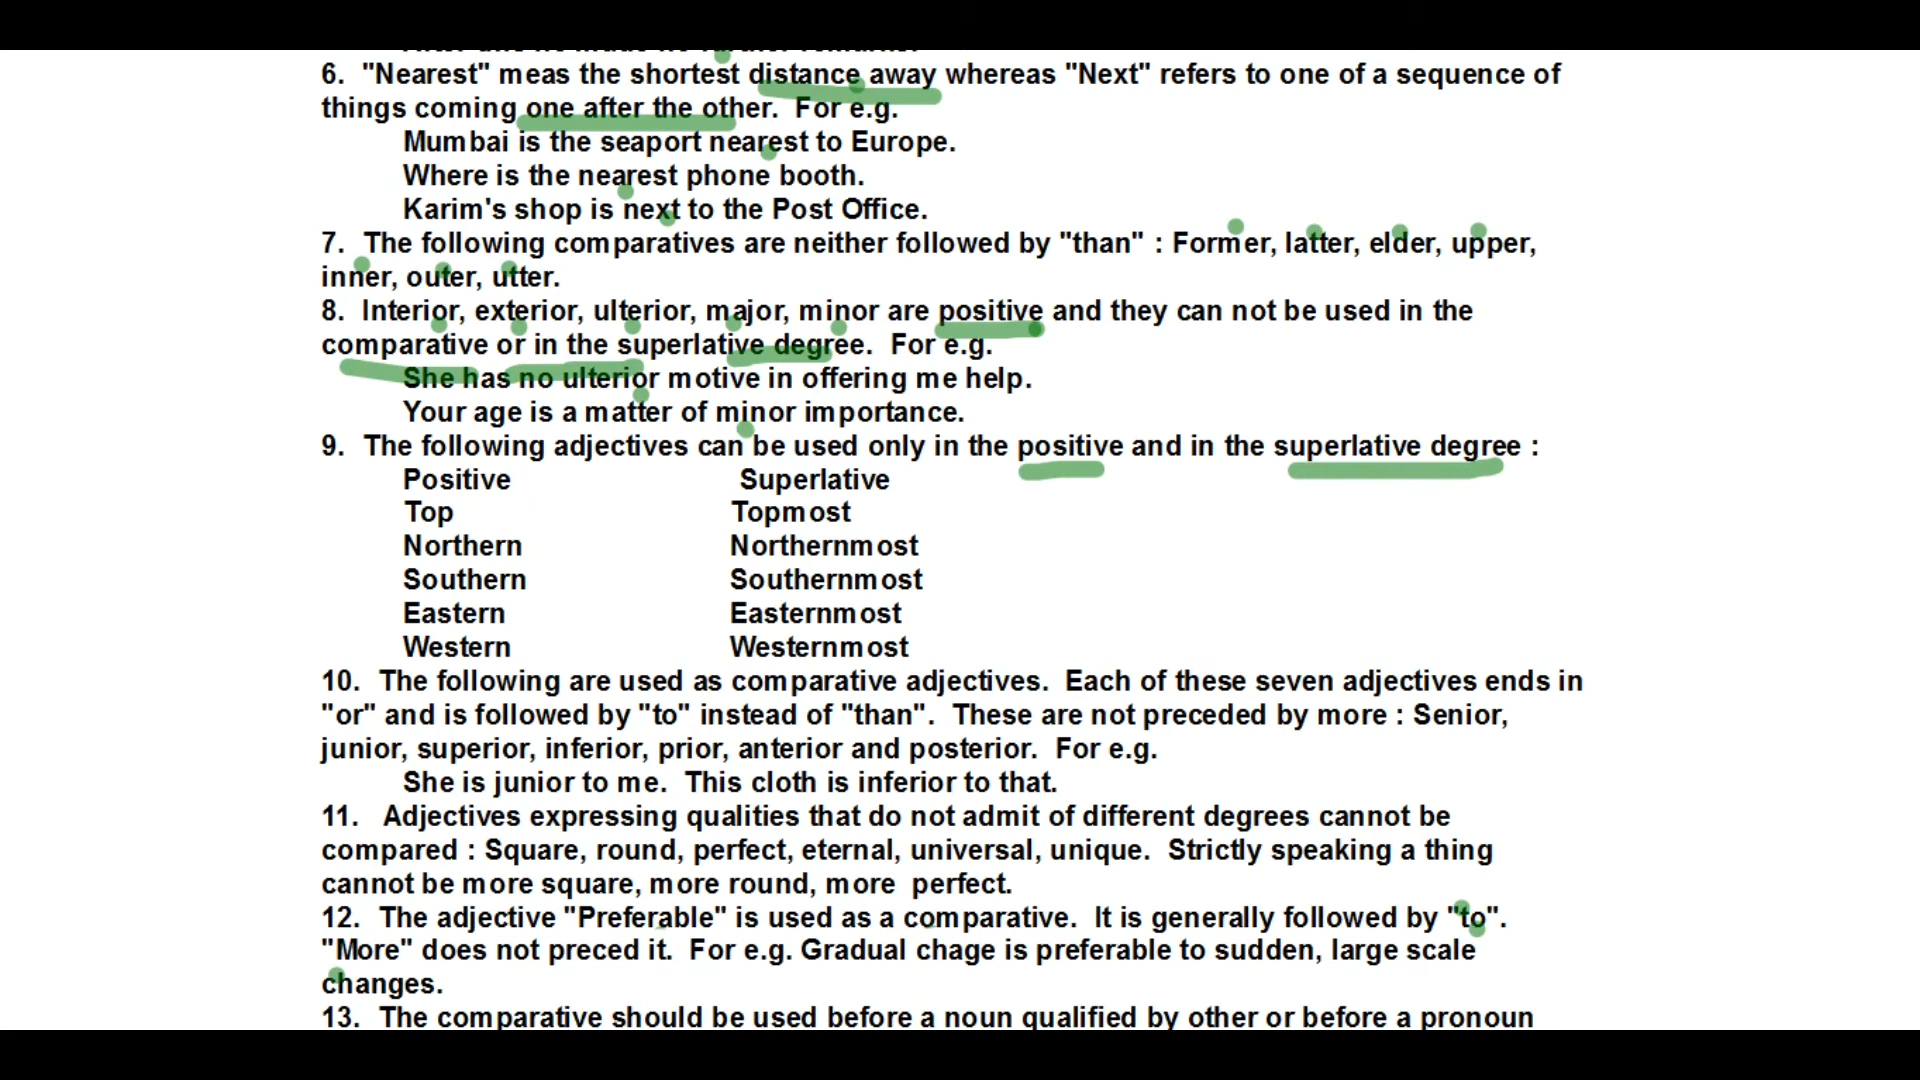 6. "Nearest" meas the shortest distance away whereas "Next" refers to one of a sequence of
things coming one after the other. For e.g.
Mumbai is the seaport nearest to Europe.
Where is the nearest phone booth.
Karim's shop is next to the Post Office.
7. The following comparatives are neither followed by "than" : Former, latter, elder, upper,
inner, outer, utter.
8. Interior, exterior, ulterior, major, minor are positive and they can not be used in the
comparative or in the superlative degree. For e.g.
She has no ulterior motive in offering me help.
Your age is a matter of minor importance.
9. The following adjectives can be used only in the positive and in the superlative degree :
Positive Superlative
Top Topmost
Northern Northernmost
Southern Southernmost
Eastern Easternmost
Western Westernmost
10. The following are used as comparative adjectives. Each of these seven adjectives ends in
"or" and is followed by "to" instead of "than". These are not preceded by more : Senior,
junior, superior, inferior, prior, anterior and posterior. For e.g.
She is junior to me. This cloth is inferior to that.
11. Adjectives expressing qualities that do not admit of different degrees cannot be
compared : Square, round, perfect, eternal, universal, unique. Strictly speaking a thing
cannot be more square, more round, more perfect.
12. The adjective "Preferable" is used as a comparative. It is generally followed by "to".
"More" does not preced it. For e.g. Gradual chage is preferable to sudden, large scale
changes.
13. The comparative should be used before a noun qualified by other or before a pronoun